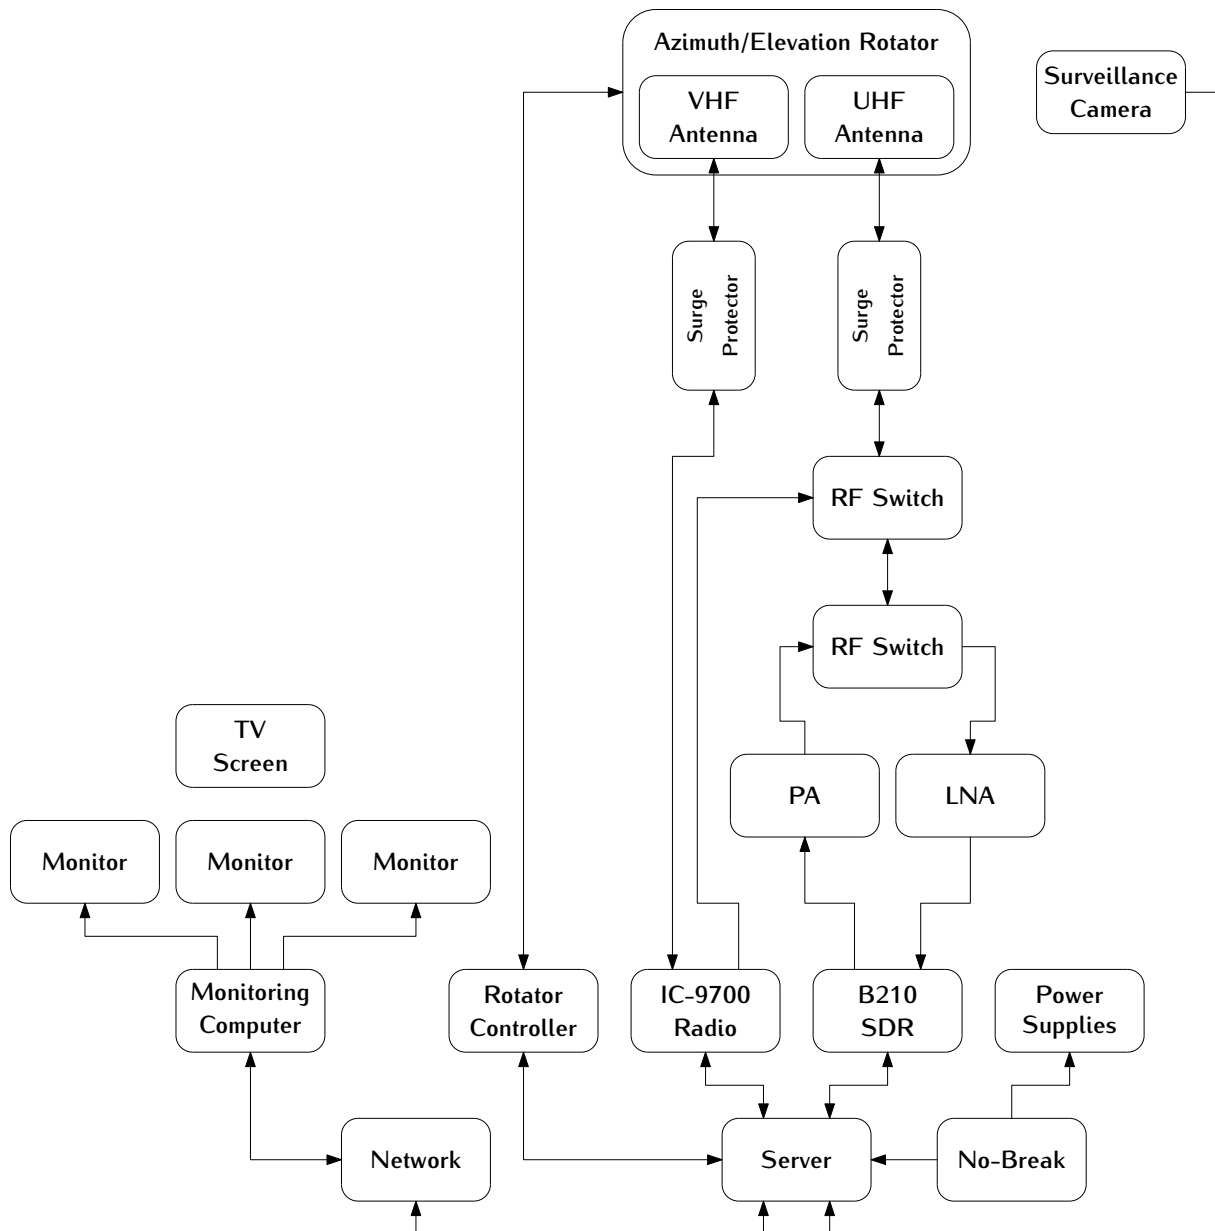 Azimuth/Elevation Rotator
VHF
Antenna
UHF
Antenna
Surveillance
Camera
Surge
Protector
Surge
Protector
RF Switch
RF Switch
TV
Screen
PA
LNA
Monitor
Monitor
Monitor
Monitoring
Computer
Rotator
Controller
IC-9700
Radio
B210
SDR
Power
Supplies
Network
Server
No-Break